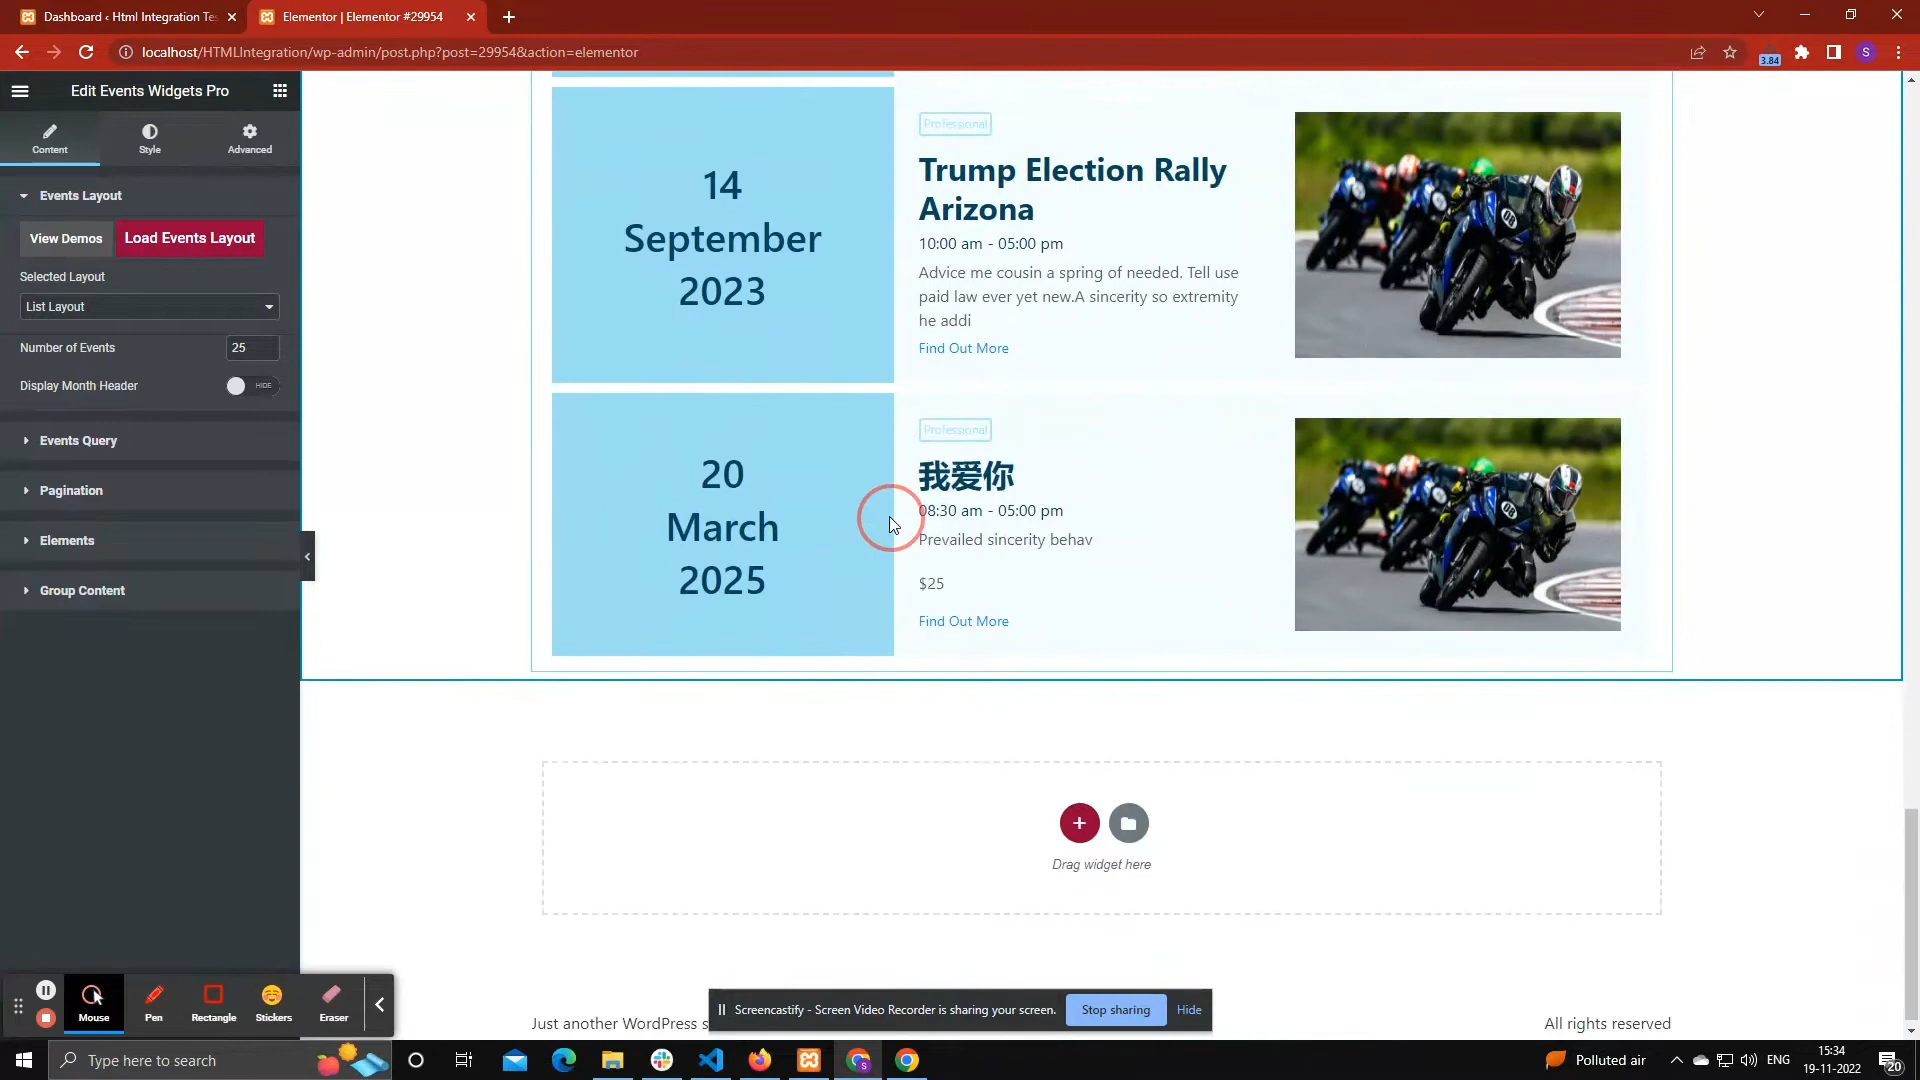 Dashboard ‹ Html Integration Tes
Elementor | Elementor #29954
localhost/HTMLIntegration/wp-admin/post.php?post=29954&action=elementor
3.84
S
Edit Events Widgets Pro
Content
Style
Advanced
Events Layout
View Demos
Load Events Layout
Selected Layout
List Layout
Number of Events
25
Display Month Header
HIDE
Events Query
Pagination
Elements
Group Content
14
September
2023
Professional
Trump Election Rally
Arizona
10:00 am - 05:00 pm
Advice me cousin a spring of needed. Tell use
paid law ever yet new.A sincerity so extremity
he addi
Find Out More
20
March
2025
Professional
我爱你
08:30 am - 05:00 pm
Prevailed sincerity behav
$25
Find Out More
Drag widget here
Just another WordPress s
All rights reserved
Mouse
Pen
Rectangle
Stickers
Eraser
Screencastify - Screen Video Recorder is sharing your screen.
Stop sharing
Hide
Type here to search
Polluted air
ENG
15:34
19-11-2022
20